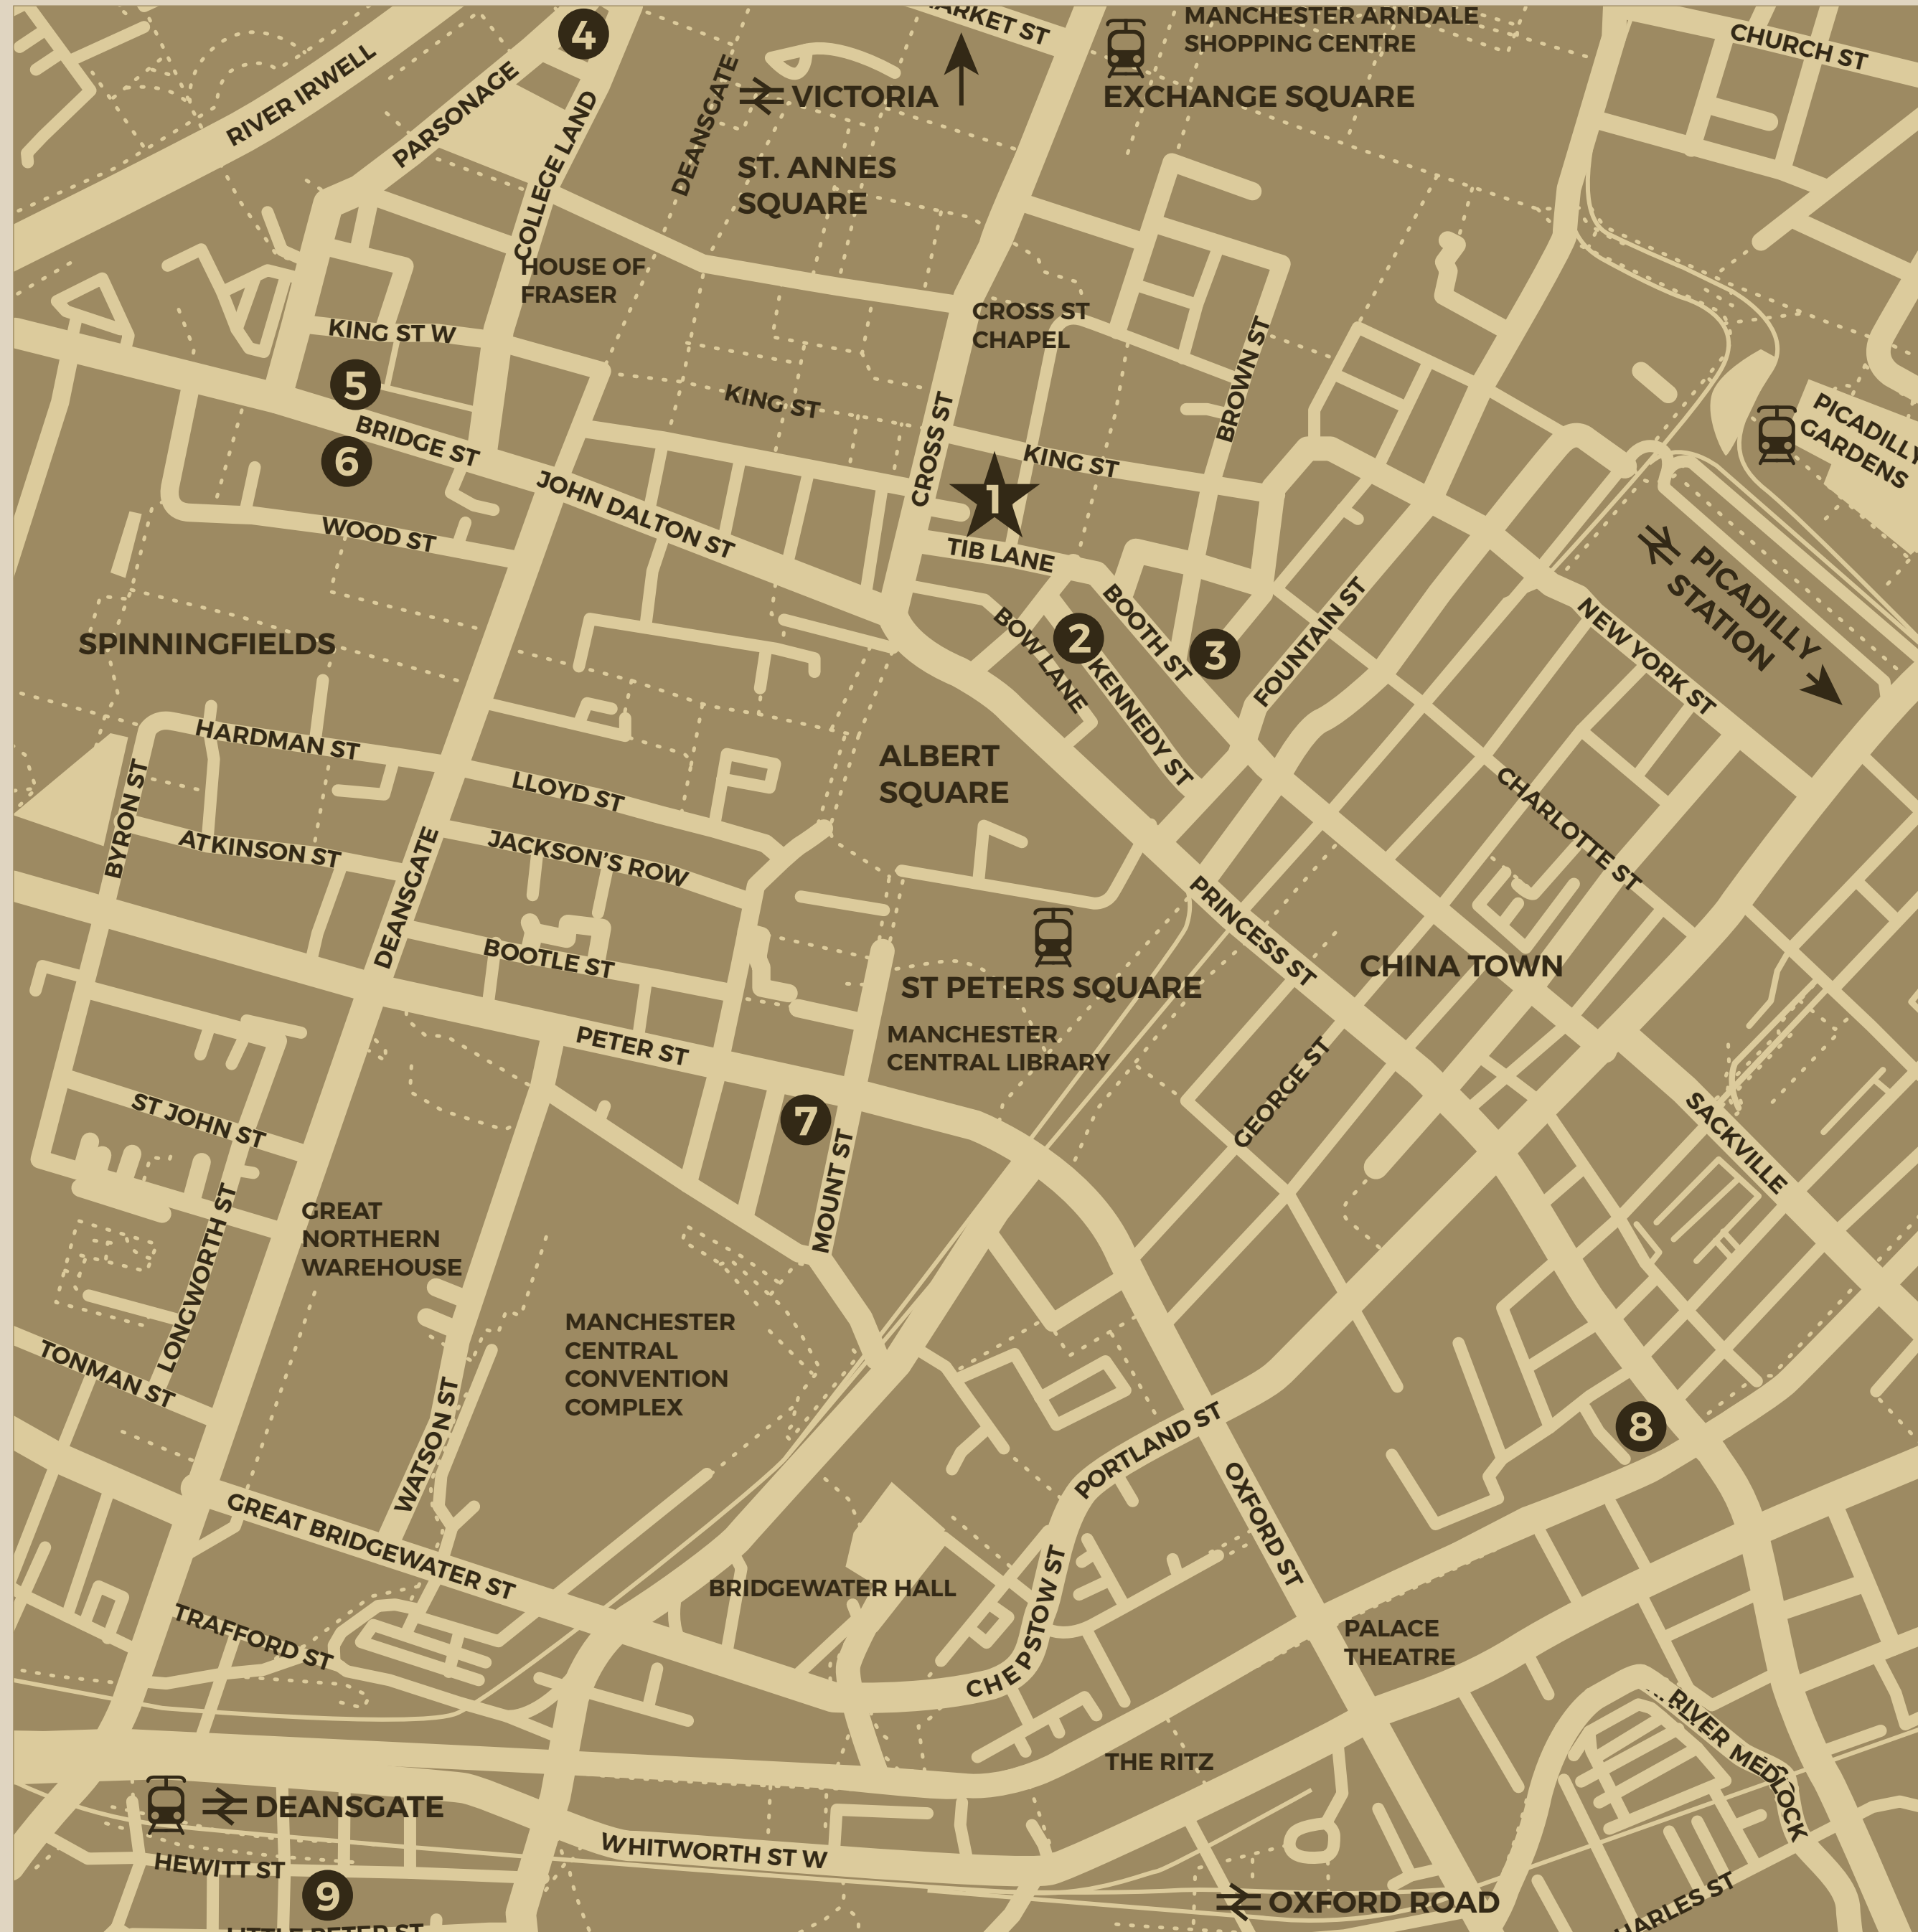 4
MARKET ST
MANCHESTER ARNDALE
SHOPPING CENTRE
CHURCH ST
RIVER IRWELL
PARSONAGE
COLLEGE LAND
DEANSGATE
VICTORIA
EXCHANGE SQUARE
ST. ANNES
SQUARE
HOUSE OF
FRASER
CROSS ST
CHAPEL
KING ST W
5
KING ST
CROSS ST
BROWN ST
PICADILLY
GARDENS
BRIDGE ST
6
KING ST
1
JOHN DALTON ST
WOOD ST
TIB LANE
PICADILLY
STATION
SPINNINGFIELDS
BOW LANE
2
BOOTH ST
3
KENNEDY ST
FOUNTAIN ST
NEW YORK ST
HARDMAN ST
BYRON ST
LLOYD ST
ALBERT
SQUARE
CHARLOTTE ST
ATKINSON ST
JACKSON'S ROW
DEANSGATE
PRINCESS ST
BOOTLE ST
CHINA TOWN
ST PETERS SQUARE
PETER ST
MANCHESTER
CENTRAL LIBRARY
GEORGE ST
ST JOHN ST
7
MOUNT ST
SACKVILLE
GREAT
NORTHERN
WAREHOUSE
LONGWORTH ST
MANCHESTER
CENTRAL
CONVENTION
COMPLEX
TONMAN ST
WATSON ST
PORTLAND ST
8
OXFORD ST
GREAT BRIDGEWATER ST
BRIDGEWATER HALL
CHEPSTOW ST
TRAFFORD ST
PALACE
THEATRE
RIVER MEDLOCK
THE RITZ
DEANSGATE
WHITWORTH ST W
HEWITT ST
9
OXFORD ROAD
HARLES ST
LITTLE PETER ST